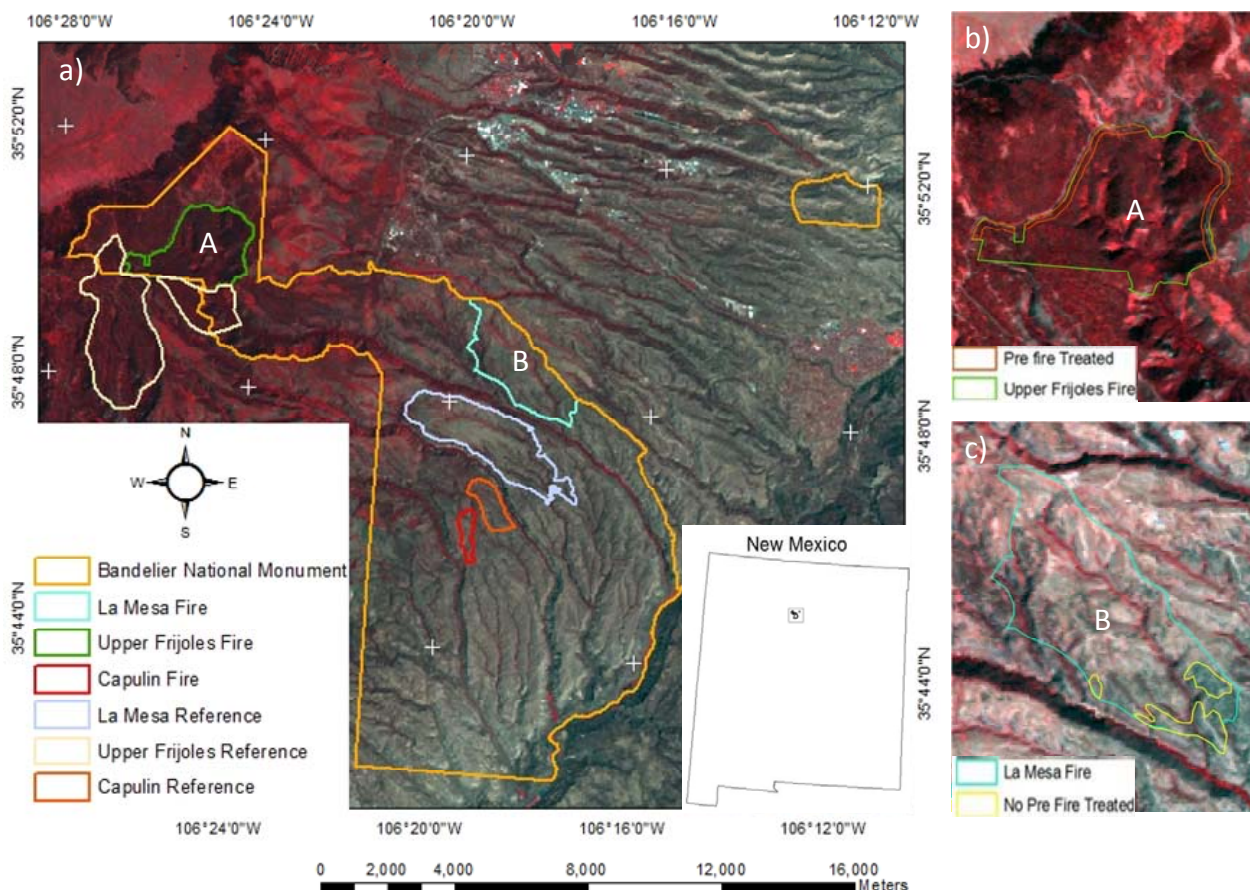 106°28'0"W
106°24'0"W
106°20'0"W
106°16'0"W
106°12'0"W
a)
35°52'0"N
35°48'0"N
35°44'0"N
A
B
N
W
E
S
Bandelier National Monument
La Mesa Fire
Upper Frijoles Fire
Capulin Fire
La Mesa Reference
Upper Frijoles Reference
Capulin Reference
New Mexico
35°52'0"N
35°48'0"N
35°44'0"N
106°24'0"W
106°20'0"W
106°16'0"W
106°12'0"W
0 2,000 4,000 8,000 12,000 16,000
Meters
b)
A
Pre fire Treated
Upper Frijoles Fire
c)
B
La Mesa Fire
No Pre Fire Treated